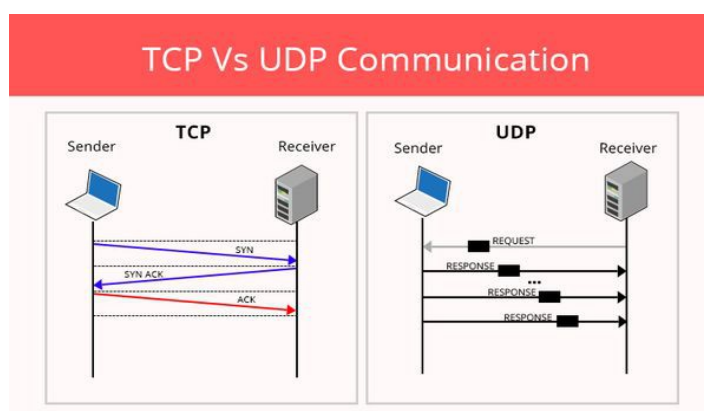 TCP Vs UDP Communication
TCP
Sender
Receiver
SYN
SYN ACK
ACK
UDP
Sender
Receiver
REQUEST
RESPONSE
...
RESPONSE
RESPONSE